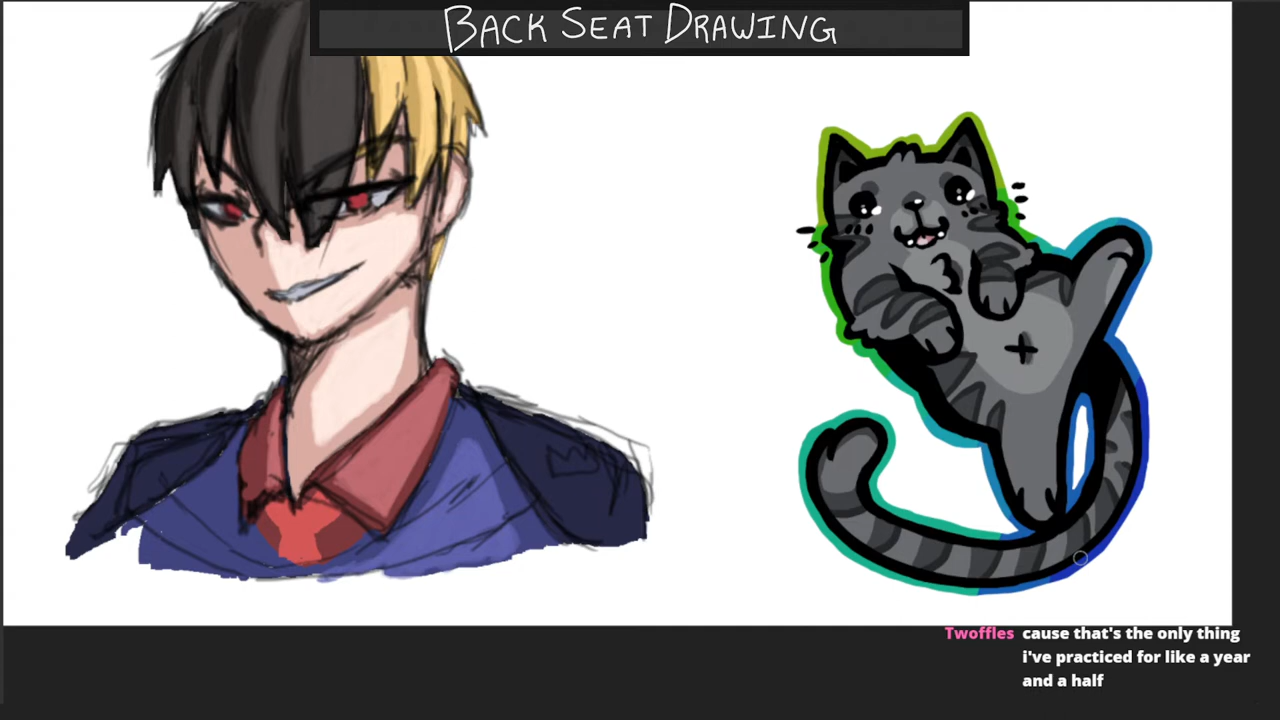 BACK SEAT DRAWING
Twoffles cause that's the only thing
i've practiced for like a year
and a half